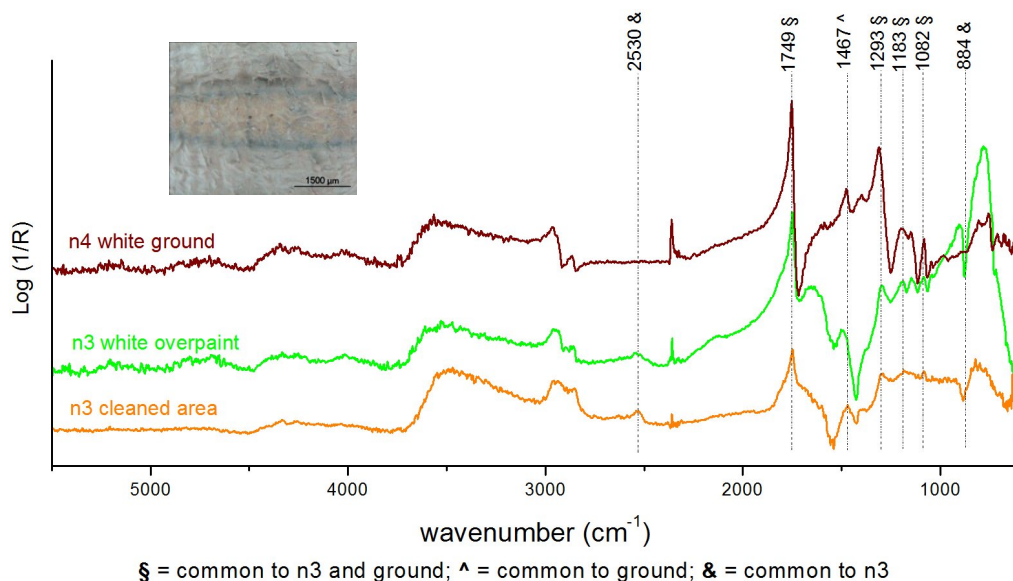 2530 &
1749 §
1467 ^
1293 §
1183 §
1082 §
884 &
1500 µm
n4 white ground
n3 white overpaint
n3 cleaned area
Log (1/R)
5000 4000 3000 2000 1000
wavenumber (cm⁻¹)
§ = common to n3 and ground; ^ = common to ground; & = common to n3